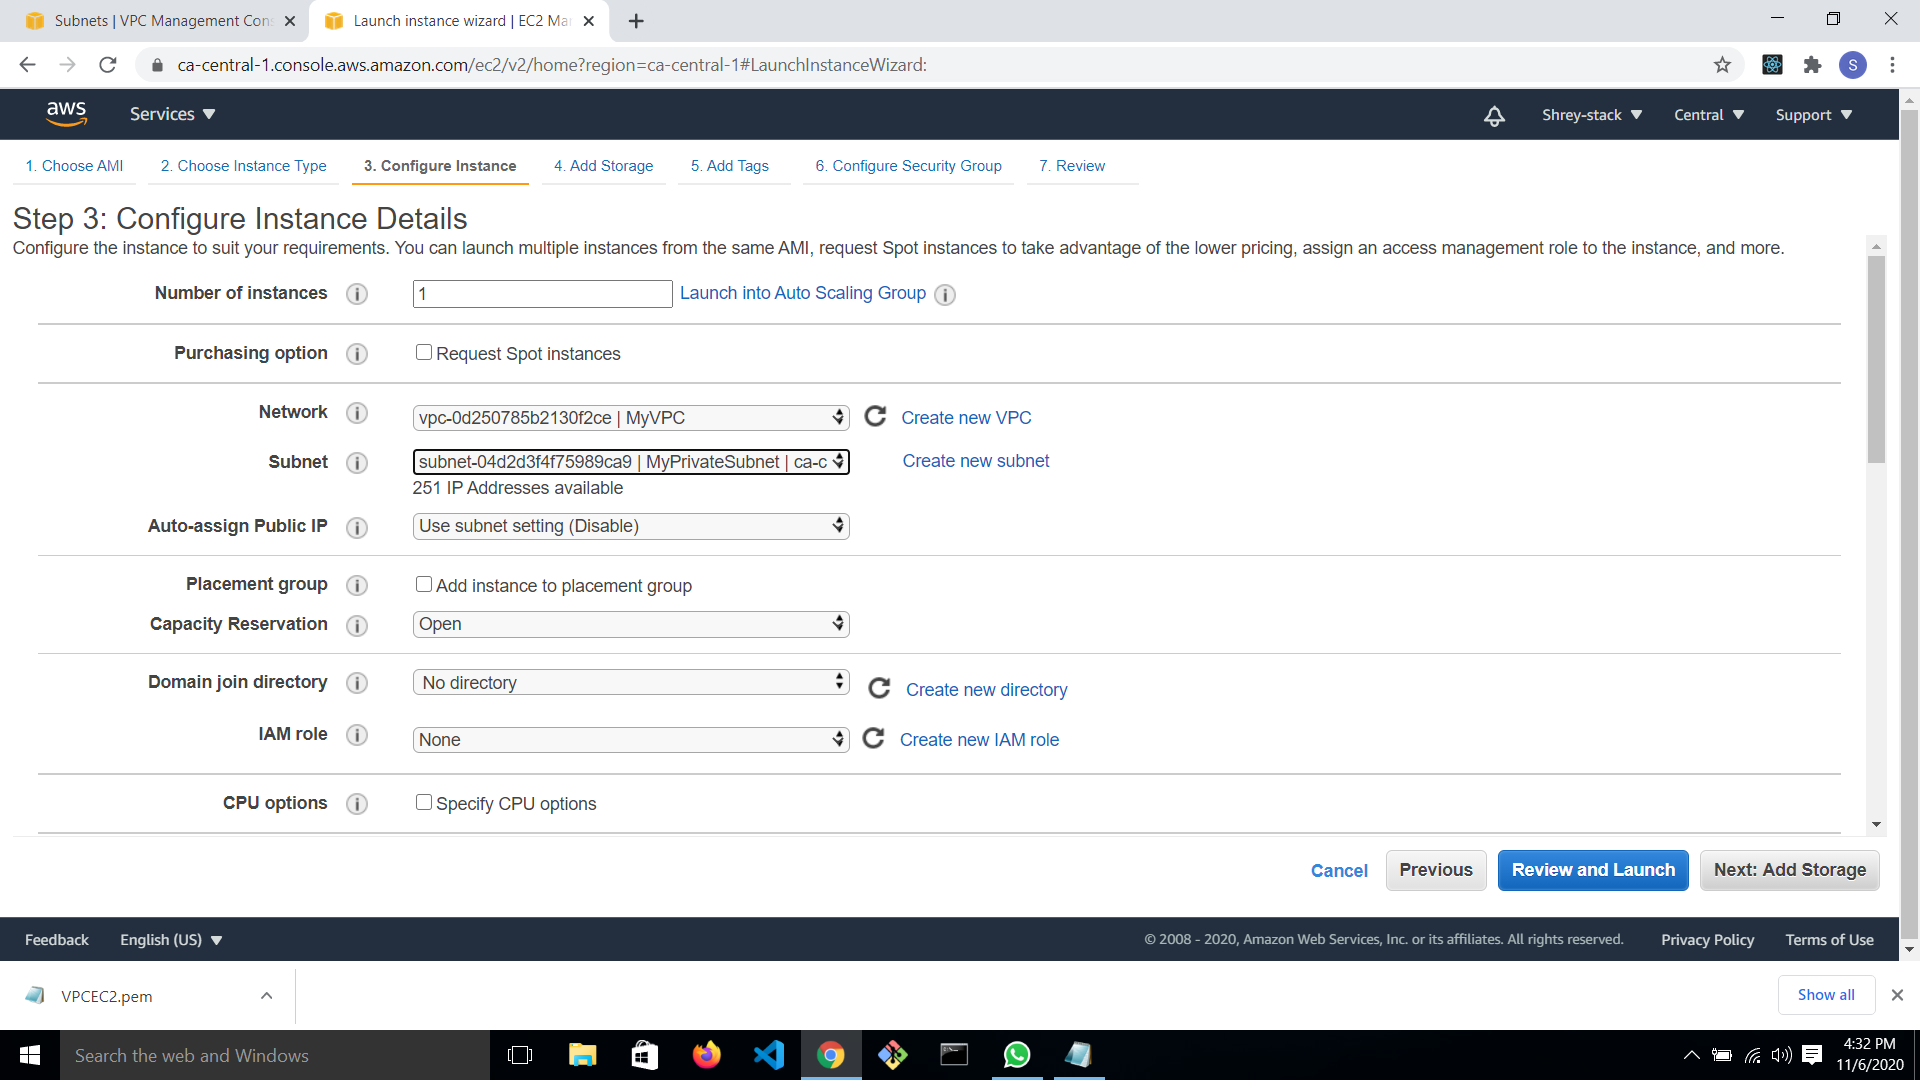 Subnets | VPC Management Con
Launch instance wizard | EC2 Ma
ca-central-1.console.aws.amazon.com/ec2/v2/home?region=ca-central-1#LaunchInstanceWizard:
S
aws
Services
Shrey-stack
Central
Support
1. Choose AMI
2. Choose Instance Type
3. Configure Instance
4. Add Storage
5. Add Tags
6. Configure Security Group
7. Review
Step 3: Configure Instance Details
Configure the instance to suit your requirements. You can launch multiple instances from the same AMI, request Spot instances to take advantage of the lower pricing, assign an access management role to the instance, and more.
Number of instances
1
Launch into Auto Scaling Group
Purchasing option
Request Spot instances
Network
vpc-0d250785b2130f2ce | MyVPC
Create new VPC
Subnet
subnet-04d2d3f4f75989ca9 | MyPrivateSubnet | ca-c
Create new subnet
251 IP Addresses available
Auto-assign Public IP
Use subnet setting (Disable)
Placement group
Add instance to placement group
Capacity Reservation
Open
Domain join directory
No directory
Create new directory
IAM role
None
Create new IAM role
CPU options
Specify CPU options
Cancel
Previous
Review and Launch
Next: Add Storage
Feedback
English (US)
© 2008 - 2020, Amazon Web Services, Inc. or its affiliates. All rights reserved.
Privacy Policy
Terms of Use
VPCEC2.pem
Show all
Search the web and Windows
4:32 PM
11/6/2020